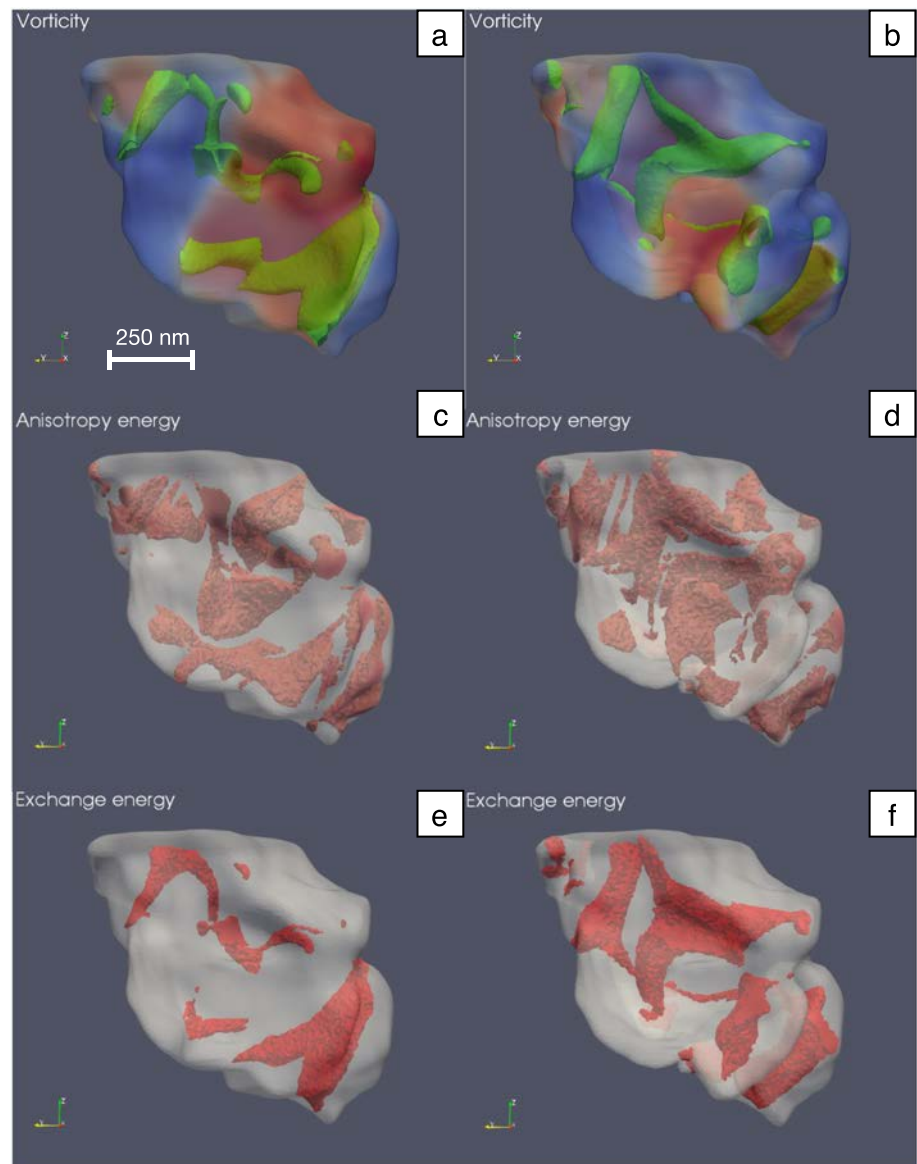 Vorticity
a
Vorticity
b
250 nm
Z
Y
X
Z
Y
X
Anisotropy energy
c
Anisotropy energy
d
Z
Y
X
Z
Y
X
Exchange energy
e
Exchange energy
f
Z
Y
X
Z
Y
X